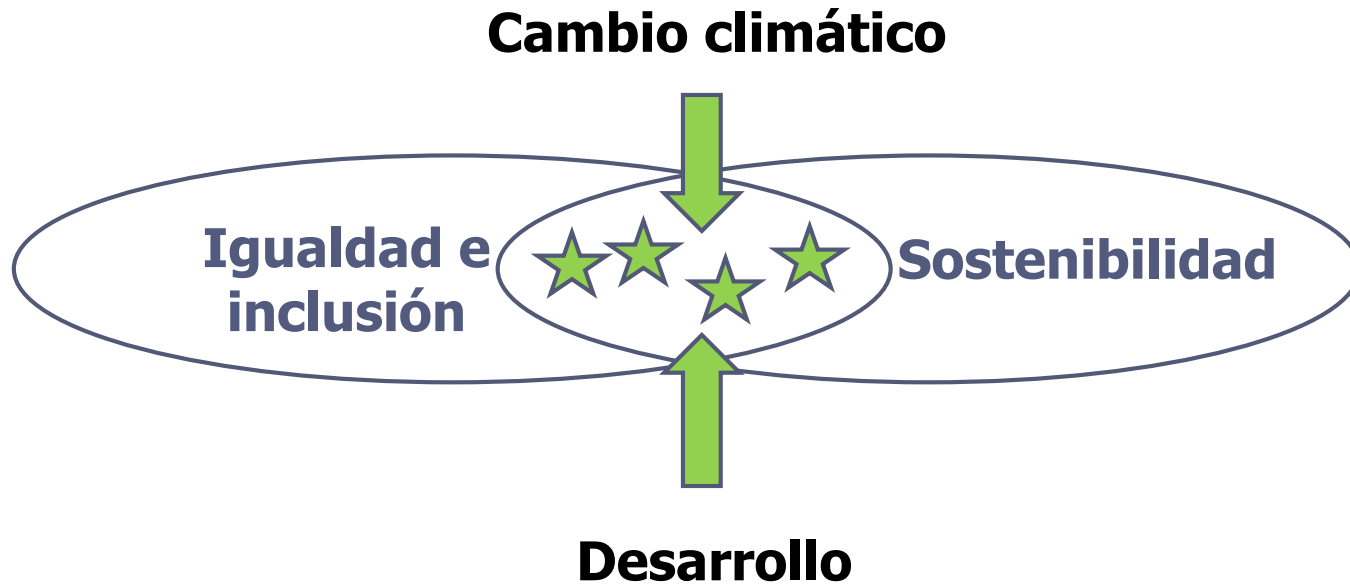 Cambio climático
Igualdad e
inclusión
Sostenibilidad
Desarrollo